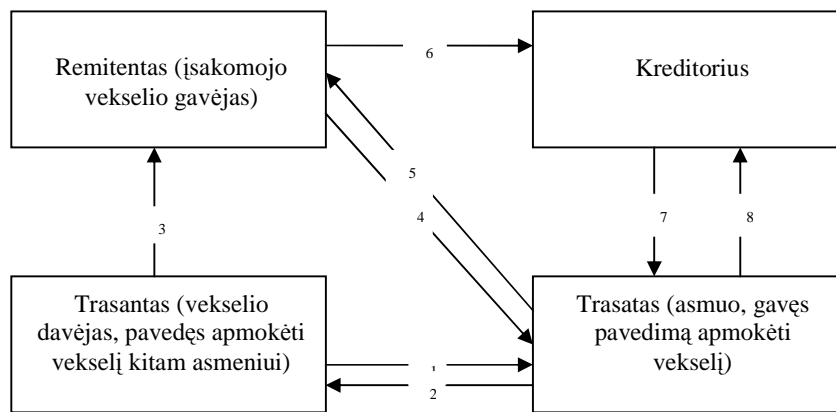 Remitentas (įsakomojo
vekselio gavėjas)
6
Kreditorius
5
4
3
7
8
Trasantas (vekselio
davėjas, pavedęs apmokėti
vekselį kitam asmeniui)
1
2
Trasatas (asmuo, gavęs
pavedimą apmokėti
vekselį)